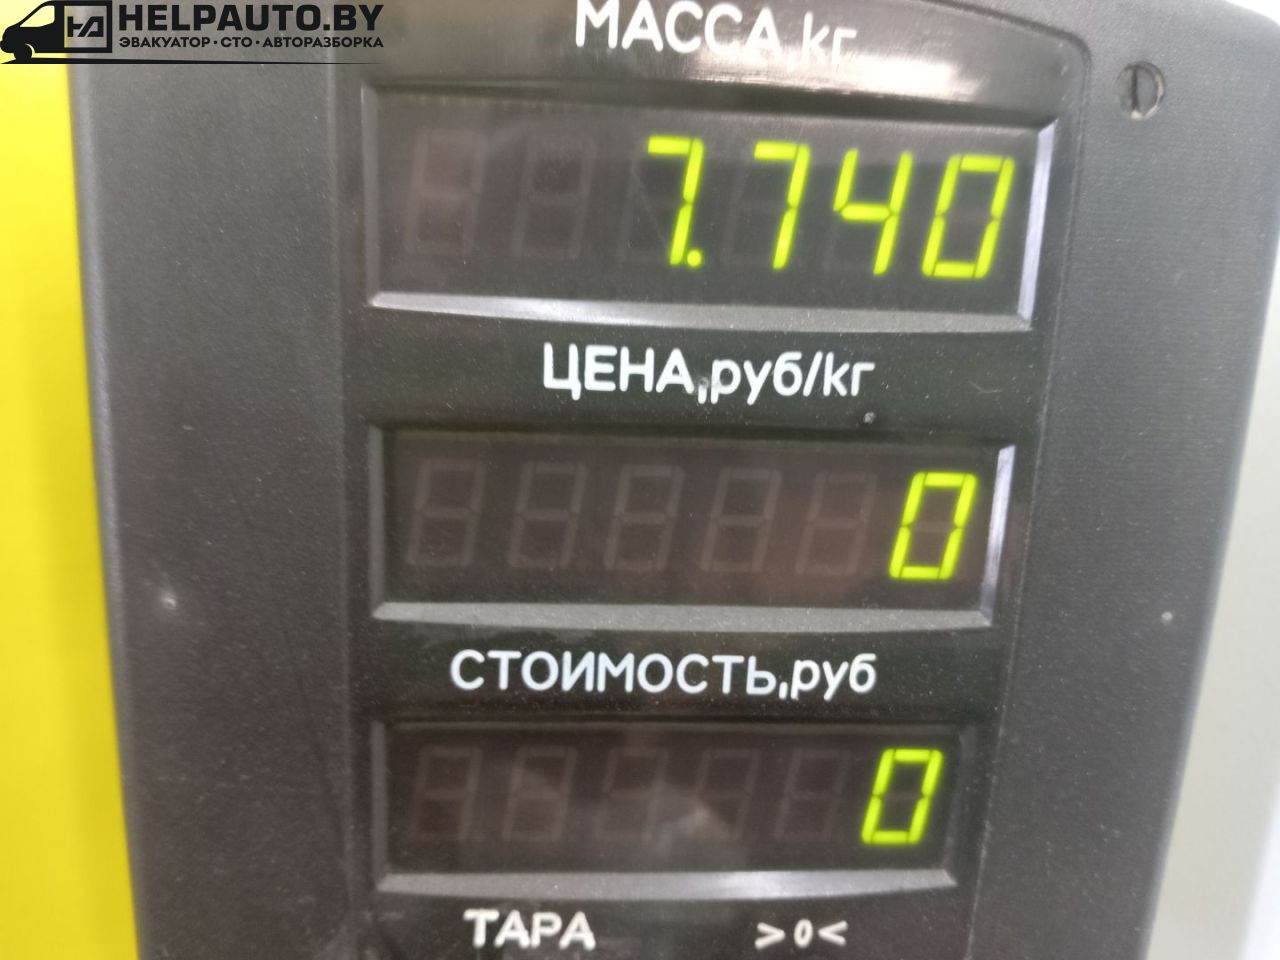 HELPAUTO.BY
ЭВАКУАТОР · СТО · АВТОРАЗБОРКА
МАССА,кг
7.740
ЦЕНА,руб/кг
0
СТОИМОСТЬ,руб
0
ТАРА >0<